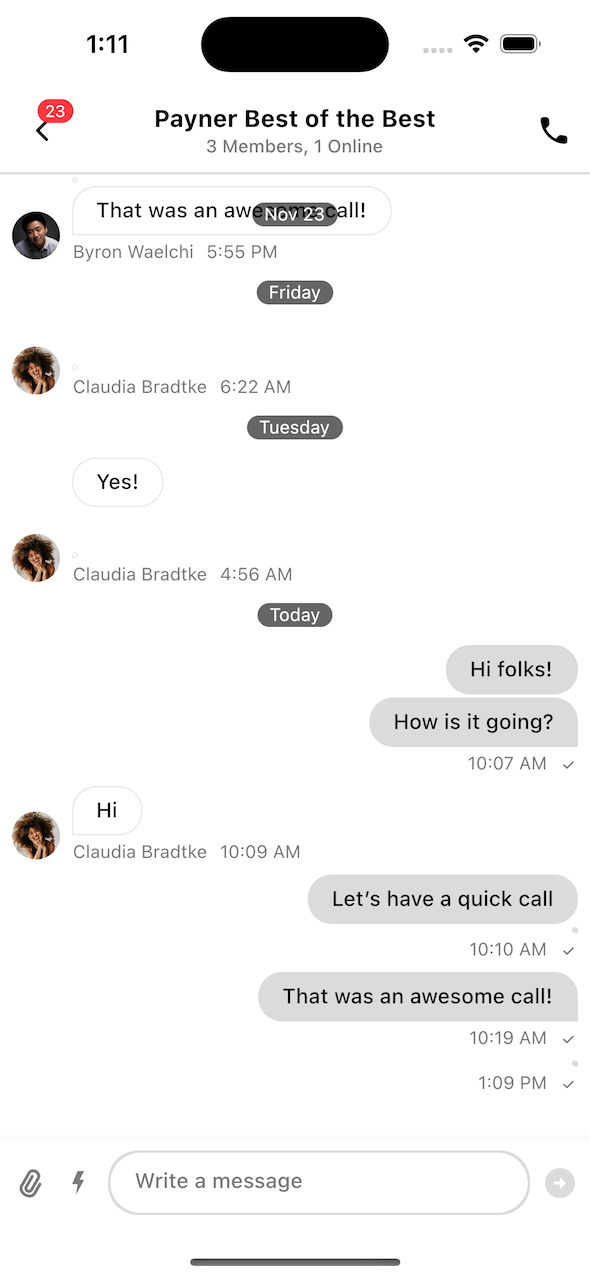 1:11
23
Payner Best of the Best
3 Members, 1 Online
That was an awesome call!
Nov 23
Byron Waelchi 5:55 PM
Friday
Claudia Bradtke 6:22 AM
Tuesday
Yes!
Claudia Bradtke 4:56 AM
Today
Hi folks!
How is it going?
10:07 AM
Hi
Claudia Bradtke 10:09 AM
Let’s have a quick call
10:10 AM
That was an awesome call!
10:19 AM
1:09 PM
Write a message